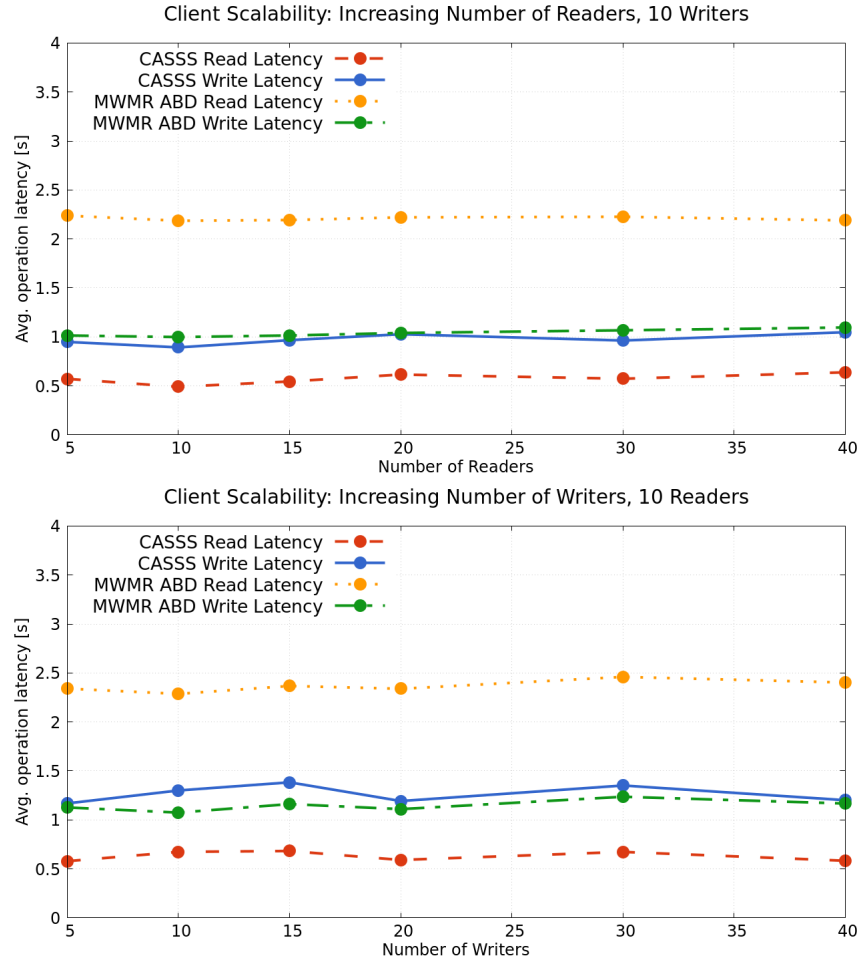 Client Scalability: Increasing Number of Readers, 10 Writers
4
CASSS Read Latency
CASSS Write Latency
3.5
MWMR ABD Read Latency
MWMR ABD Write Latency
3
2.5
2
1.5
1
0.5
0
Avg. operation latency [s]
5 10 15 20 25 30 35 40
Number of Readers
Client Scalability: Increasing Number of Writers, 10 Readers
4
CASSS Read Latency
CASSS Write Latency
3.5
MWMR ABD Read Latency
MWMR ABD Write Latency
3
2.5
2
1.5
1
0.5
0
Avg. operation latency [s]
5 10 15 20 25 30 35 40
Number of Writers